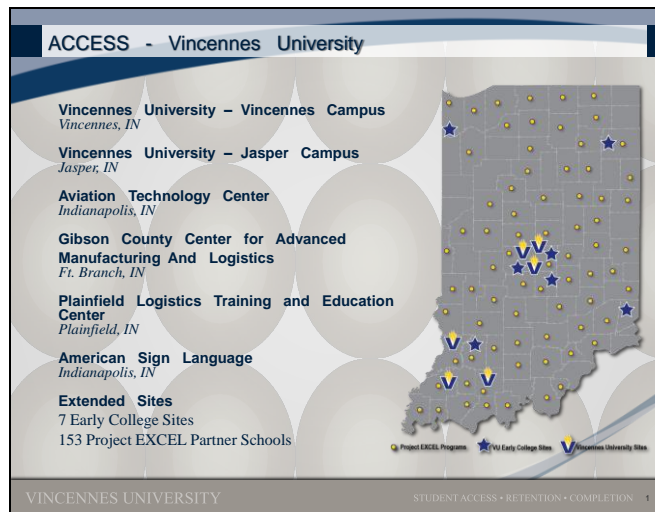 ACCESS - Vincennes University
Vincennes University – Vincennes Campus
Vincennes, IN
Vincennes University – Jasper Campus
Jasper, IN
Aviation Technology Center
Indianapolis, IN
Gibson County Center for Advanced
Manufacturing And Logistics
Ft. Branch, IN
Plainfield Logistics Training and Education
Center
Plainfield, IN
American Sign Language
Indianapolis, IN
Extended Sites
7 Early College Sites
153 Project EXCEL Partner Schools
Project EXCEL Programs VU Early College Sites Vincennes University Sites
VINCENNES UNIVERSITY STUDENT ACCESS • RETENTION • COMPLETION 1